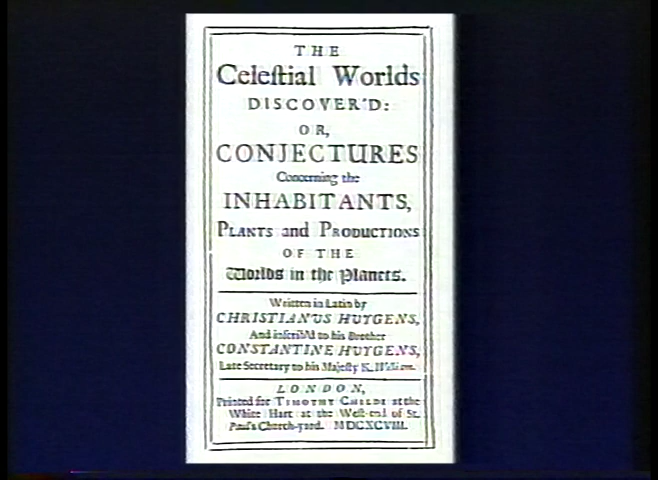 THE
Celeſtial Worlds
DISCOVER'D:
OR,
CONJECTURES
Concerning the
INHABITANTS,
PLANTS and PRODUCTIONS
OF THE
Worlds in the Planets.
Written in Latin by
CHRISTIANUS HUYGENS,
And inſcrib'd to his Brother
CONSTANTINE HUYGENS,
Late Secretary to his Majeſty K. William.
LONDON,
Printed for TIMOTHY CHILDE at the
White Hart at the Weſt-end of St.
Paul's Church-yard. MDCXCVIII.